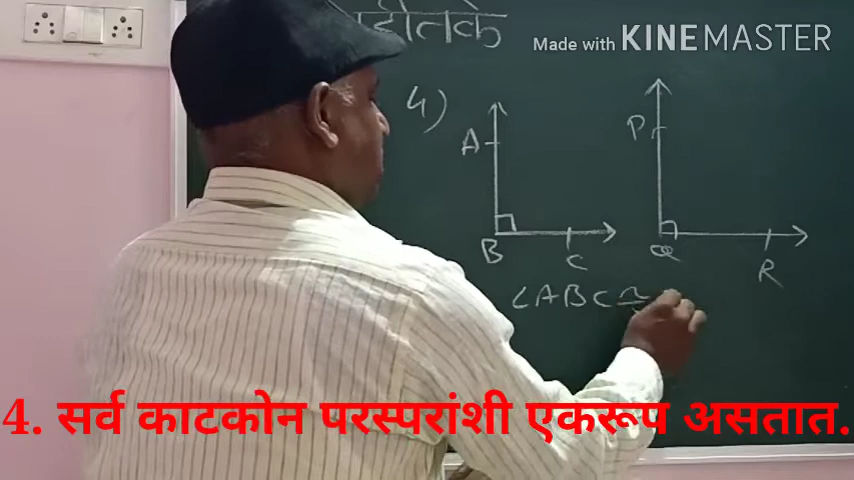 Made with KINEMASTER
4)
A
B
C
P
Q
R
∠ABC ≅
4. सर्व काटकोन परस्परांशी एकरूप असतात.